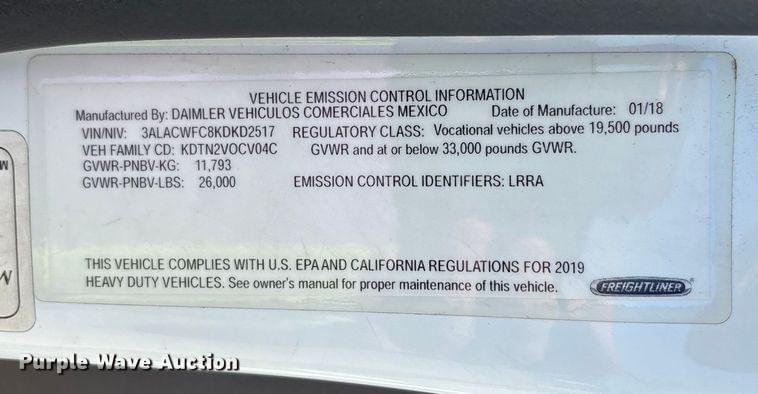 VEHICLE EMISSION CONTROL INFORMATION
Manufactured By: DAIMLER VEHICULOS COMERCIALES MEXICO Date of Manufacture: 01/18
VIN/NIV: 3ALACWFC8KDKD2517 REGULATORY CLASS: Vocational vehicles above 19,500 pounds
VEH FAMILY CD: KDTN2VOCV04C GVWR and at or below 33,000 pounds GVWR.
GVWR-PNBV-KG: 11,793
GVWR-PNBV-LBS: 26,000 EMISSION CONTROL IDENTIFIERS: LRRA
THIS VEHICLE COMPLIES WITH U.S. EPA AND CALIFORNIA REGULATIONS FOR 2019
HEAVY DUTY VEHICLES. See owner's manual for proper maintenance of this vehicle.
FREIGHTLINER
Purple Wave Auction